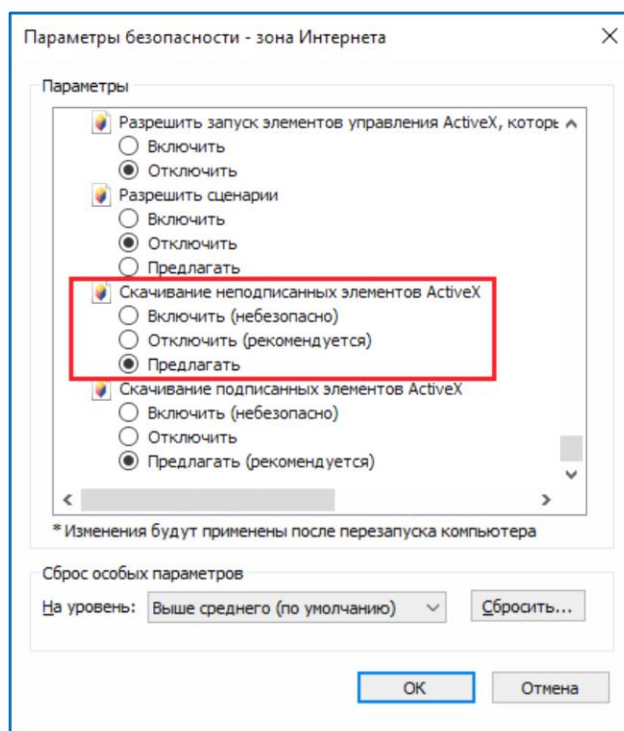 Параметры безопасности - зона Интернета
Параметры
Разрешить запуск элементов управления ActiveX, которы
Включить
Отключить
Разрешить сценарии
Включить
Отключить
Предлагать
Скачивание неподписанных элементов ActiveX
Включить (небезопасно)
Отключить (рекомендуется)
Предлагать
Скачивание подписанных элементов ActiveX
Включить (небезопасно)
Отключить
Предлагать (рекомендуется)
* Изменения будут применены после перезапуска компьютера
Сброс особых параметров
На уровень: Выше среднего (по умолчанию) Сбросить...
ОК Отмена